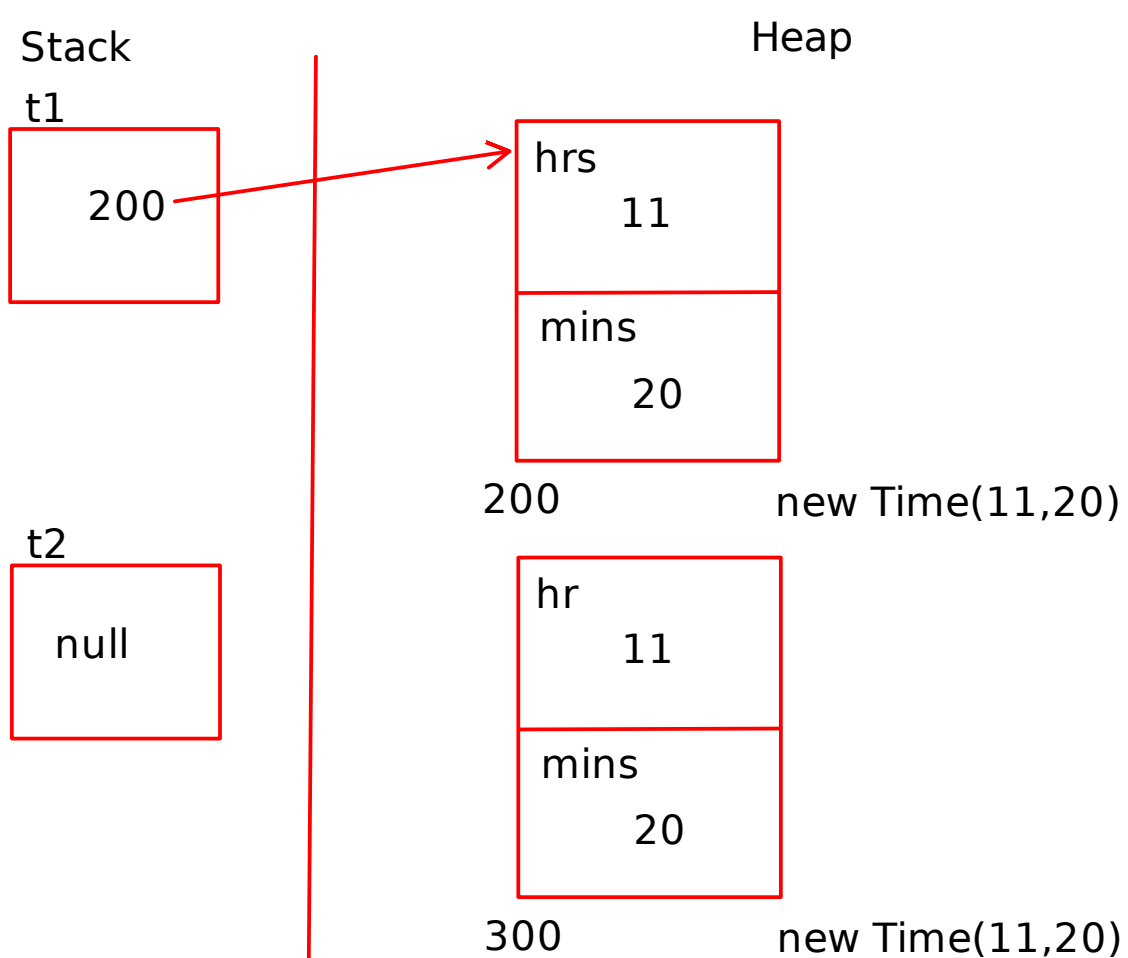 Stack
Heap
t1
200
hrs
11
mins
20
200
new Time(11,20)
t2
null
hr
11
mins
20
300
new Time(11,20)